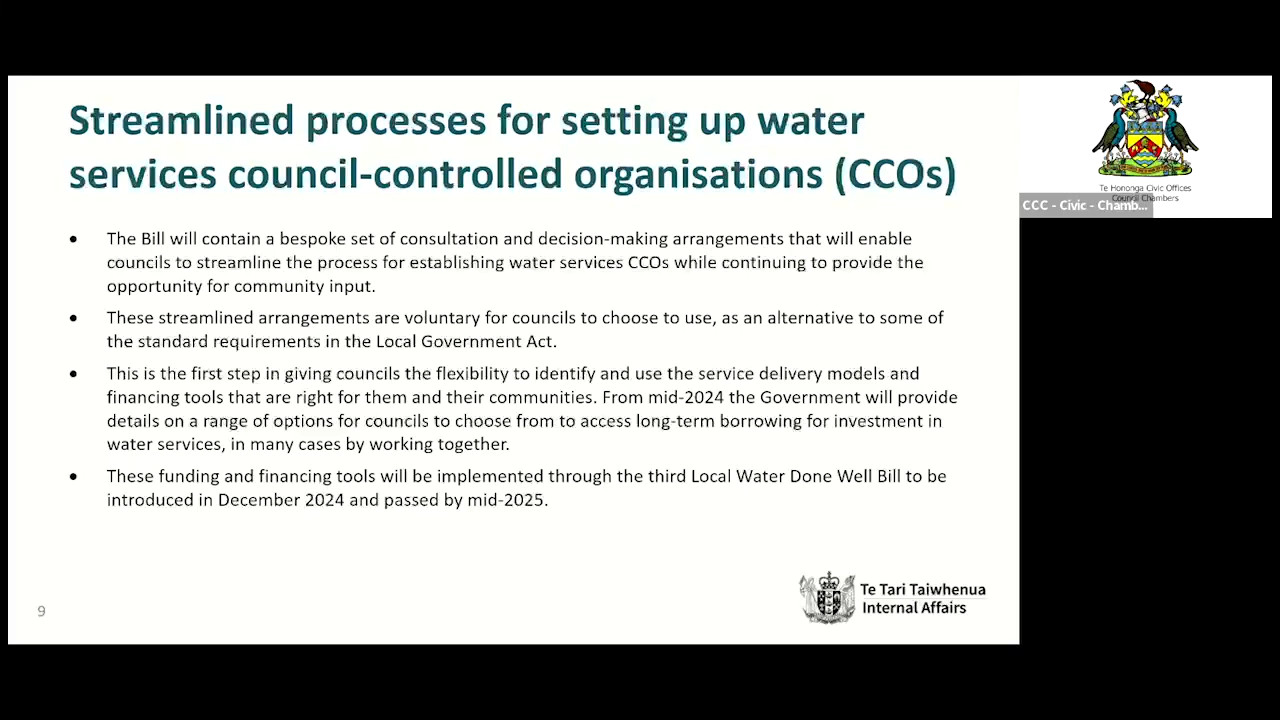 Streamlined processes for setting up water
services council-controlled organisations (CCOs)
• The Bill will contain a bespoke set of consultation and decision-making arrangements that will enable
councils to streamline the process for establishing water services CCOs while continuing to provide the
opportunity for community input.
• These streamlined arrangements are voluntary for councils to choose to use, as an alternative to some of
the standard requirements in the Local Government Act.
• This is the first step in giving councils the flexibility to identify and use the service delivery models and
financing tools that are right for them and their communities. From mid-2024 the Government will provide
details on a range of options for councils to choose from to access long-term borrowing for investment in
water services, in many cases by working together.
• These funding and financing tools will be implemented through the third Local Water Done Well Bill to be
introduced in December 2024 and passed by mid-2025.
9
Te Tari Taiwhenua
Internal Affairs
Te Hononga Civic Offices
Council Chambers
CCC - Civic - Chamb...